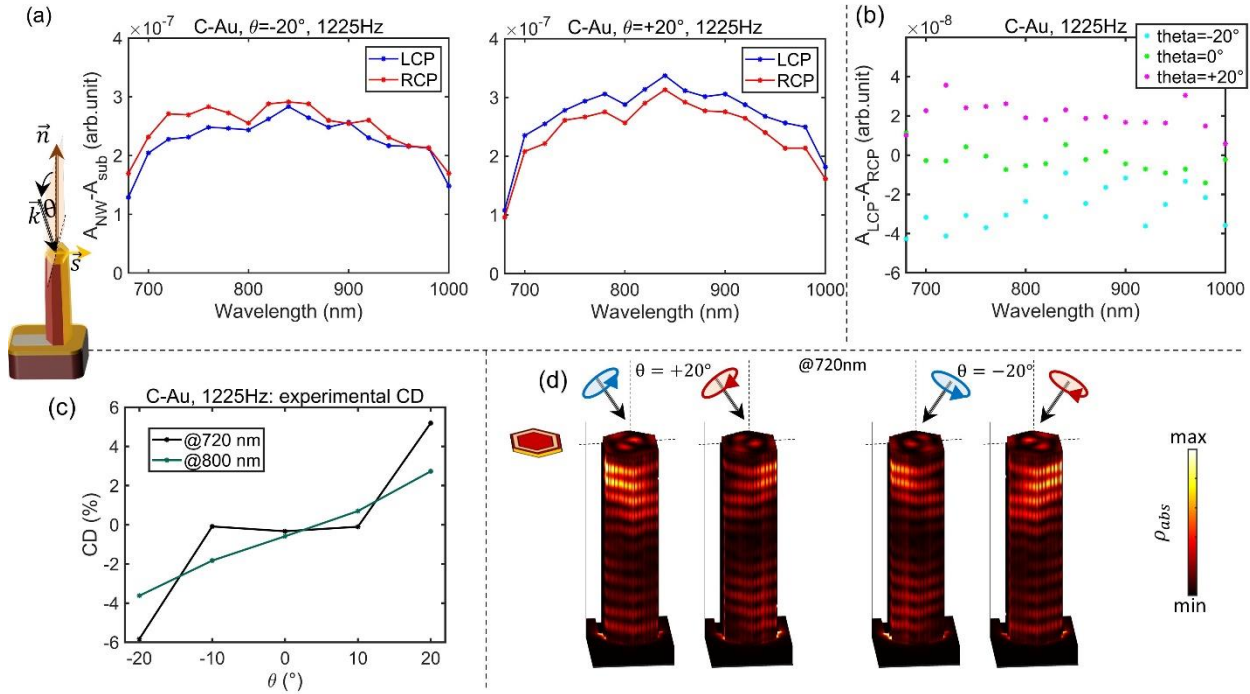 (a)
×10⁻⁷
C-Au, θ=-20°, 1225Hz
LCP
RCP
4
3
2
1
0
A_NW-A_sub (arb.unit)
700
800
900
1000
Wavelength (nm)
×10⁻⁷
C-Au, θ=+20°, 1225Hz
LCP
RCP
4
3
2
1
0
700
800
900
1000
Wavelength (nm)
n
k
θ
s
(b)
×10⁻⁸
C-Au, 1225Hz
theta=-20°
theta=0°
theta=+20°
4
2
0
-2
-4
-6
A_LCP-A_RCP (arb.unit)
700
800
900
1000
Wavelength (nm)
(c)
C-Au, 1225Hz: experimental CD
@720 nm
@800 nm
6
4
2
0
-2
-4
-6
CD (%)
-20
-10
0
10
20
θ (°)
(d)
θ = +20°
@720nm
θ = −20°
max
ρ_abs
min